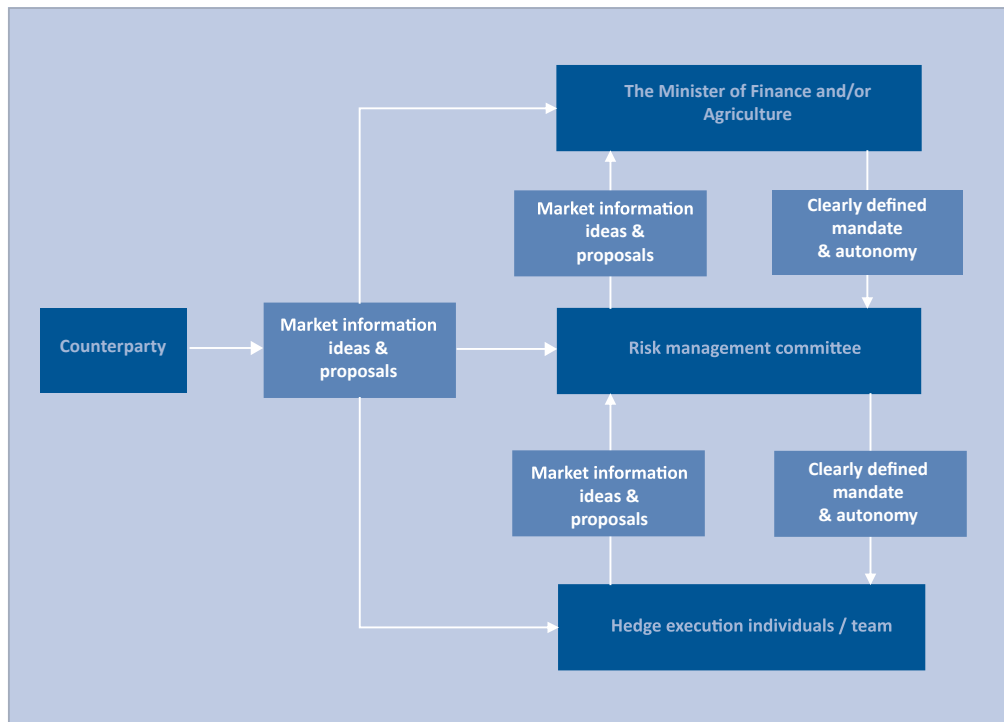 The Minister of Finance and/or
Agriculture
Market information
ideas &
proposals
Clearly defined
mandate
& autonomy
Counterparty
Market information
ideas &
proposals
Risk management committee
Market information
ideas &
proposals
Clearly defined
mandate
& autonomy
Hedge execution individuals / team